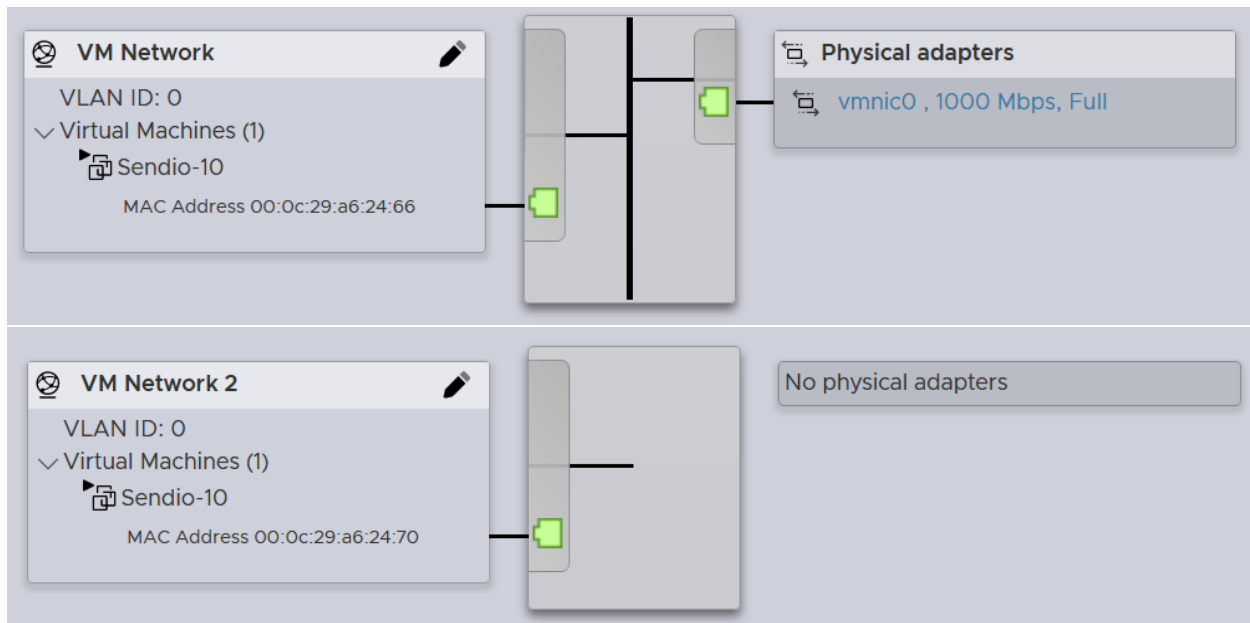 VM Network
VLAN ID: 0
Virtual Machines (1)
Sendio-10
MAC Address 00:0c:29:a6:24:66
Physical adapters
vmnic0 , 1000 Mbps, Full
VM Network 2
VLAN ID: 0
Virtual Machines (1)
Sendio-10
MAC Address 00:0c:29:a6:24:70
No physical adapters